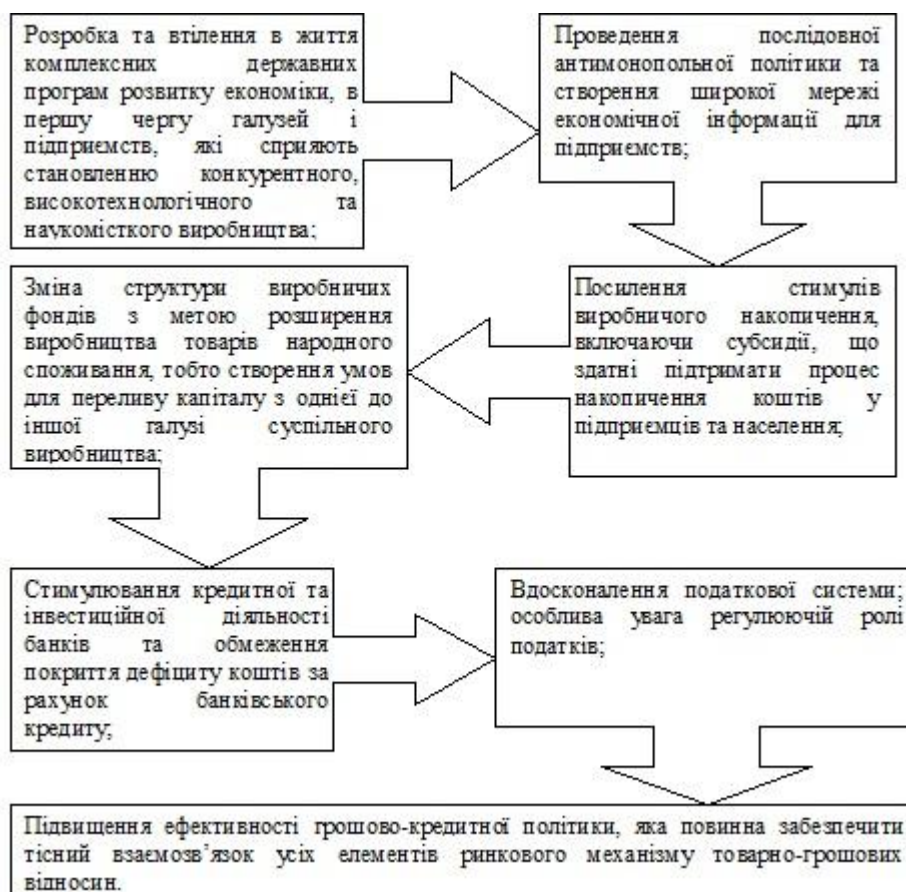 Розробка та втілення в життя
комплексних державних
програм розвитку економіки, в
першу чергу галузей і
підприємств, які сприяють
становленню конкурентного,
високотехнологічного та
наукомісткого виробництва;
Проведення послідовної
антимонопольної політики та
створення широкої мережі
економічної інформації для
підприємств;
Посилення стимулів
виробничого накопичення,
включаючи субсидії, що
здатні підтримати процес
накопичення коштів у
підприємців та населення;
Зміна структури виробничих
фондів з метою розширення
виробництва товарів народного
споживання, тобто створення умов
для переливу капіталу з однієї до
іншої галузі суспільного
виробництва;
Стимулювання кредитної та
інвестиційної діяльності
банків та обмеження
покриття дефіциту коштів за
рахунок банківського
кредиту;
Вдосконалення податкової системи;
особлива увага регулюючій ролі
податків;
Підвищення ефективності грошово-кредитної політики, яка повинна забезпечити
тісний взаємозв’язок усіх елементів ринкового механізму товарно-грошових
відносин.